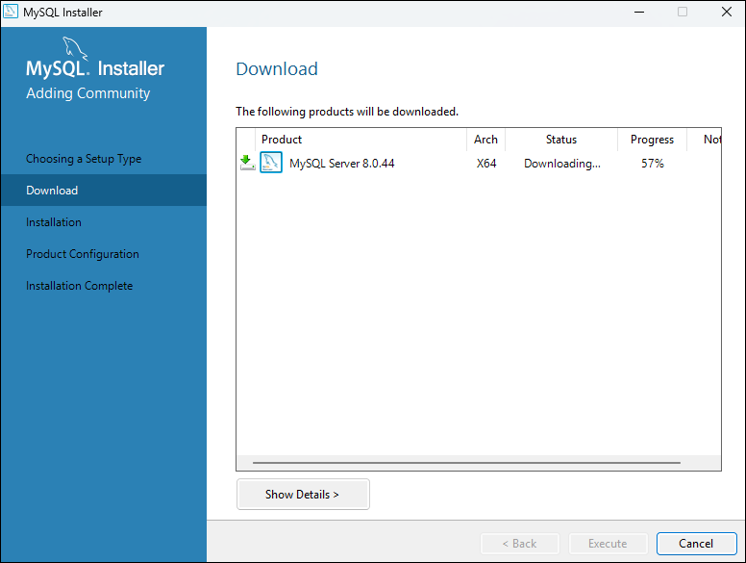 MySQL Installer
MySQL. Installer
Adding Community
Choosing a Setup Type
Download
Installation
Product Configuration
Installation Complete
Download
The following products will be downloaded.
Product Arch Status Progress Not
MySQL Server 8.0.44 X64 Downloading... 57%
Show Details >
< Back Execute Cancel